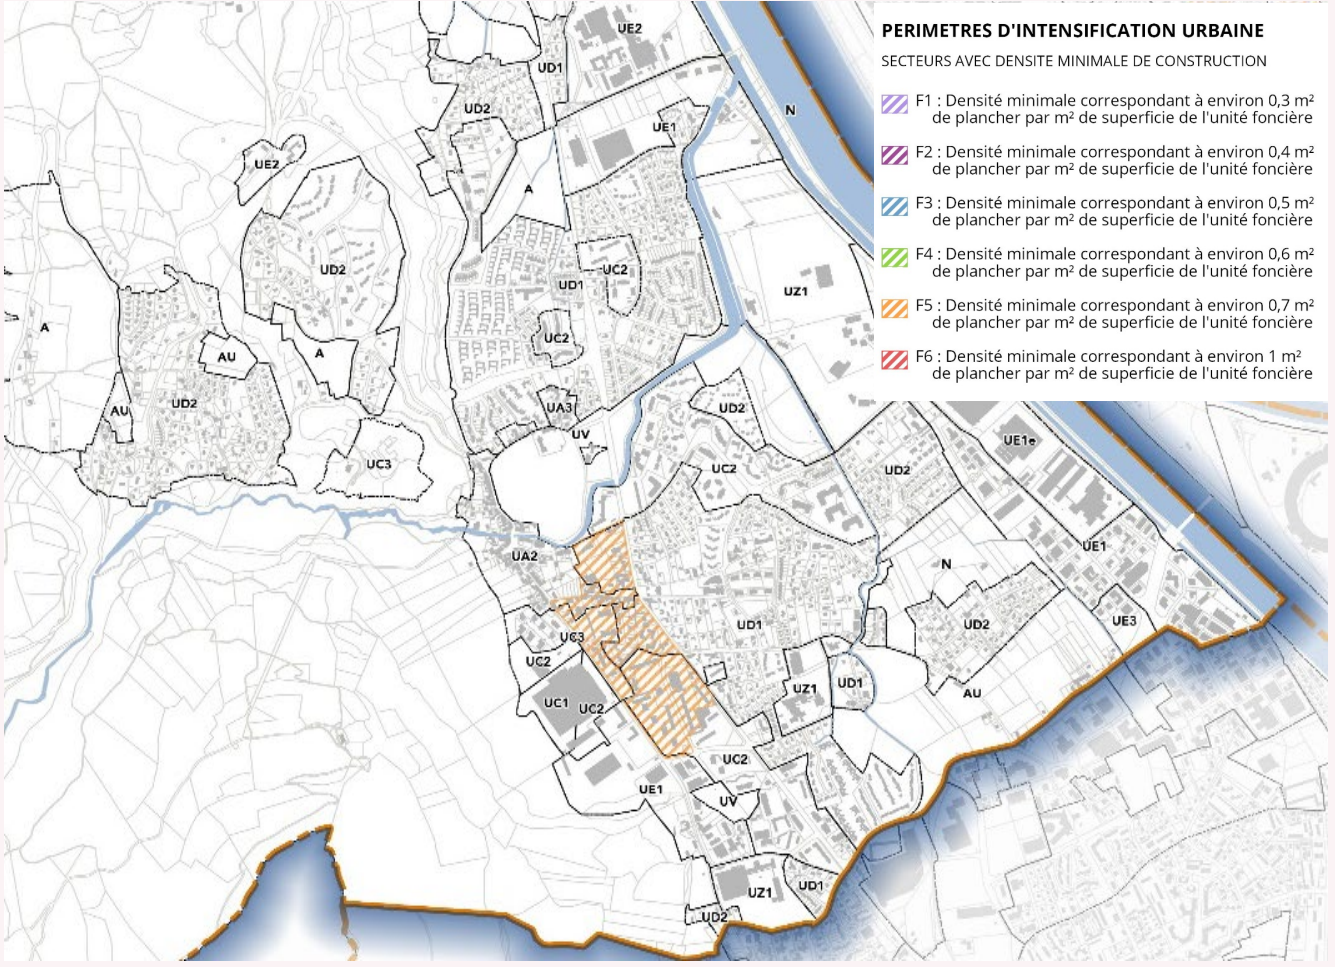 PERIMETRES D'INTENSIFICATION URBAINE
SECTEURS AVEC DENSITE MINIMALE DE CONSTRUCTION
F1 : Densité minimale correspondant à environ 0,3 m²
de plancher par m² de superficie de l'unité foncière
F2 : Densité minimale correspondant à environ 0,4 m²
de plancher par m² de superficie de l'unité foncière
F3 : Densité minimale correspondant à environ 0,5 m²
de plancher par m² de superficie de l'unité foncière
F4 : Densité minimale correspondant à environ 0,6 m²
de plancher par m² de superficie de l'unité foncière
F5 : Densité minimale correspondant à environ 0,7 m²
de plancher par m² de superficie de l'unité foncière
F6 : Densité minimale correspondant à environ 1 m²
de plancher par m² de superficie de l'unité foncière
UE2
UD1
UD2
N
UE1
UE2
A
UD2
UC2
UD1
UZ1
A
UC2
A
AU
UD2
AU
UA3
UD2
UV
UE1e
UC3
UC2
UD2
UE1
UA2
N
UE3
UD1
UD2
UC3
UC2
UZ1
UD1
AU
UC1
UC2
UC2
UE1
UV
UD1
UZ1
UD2